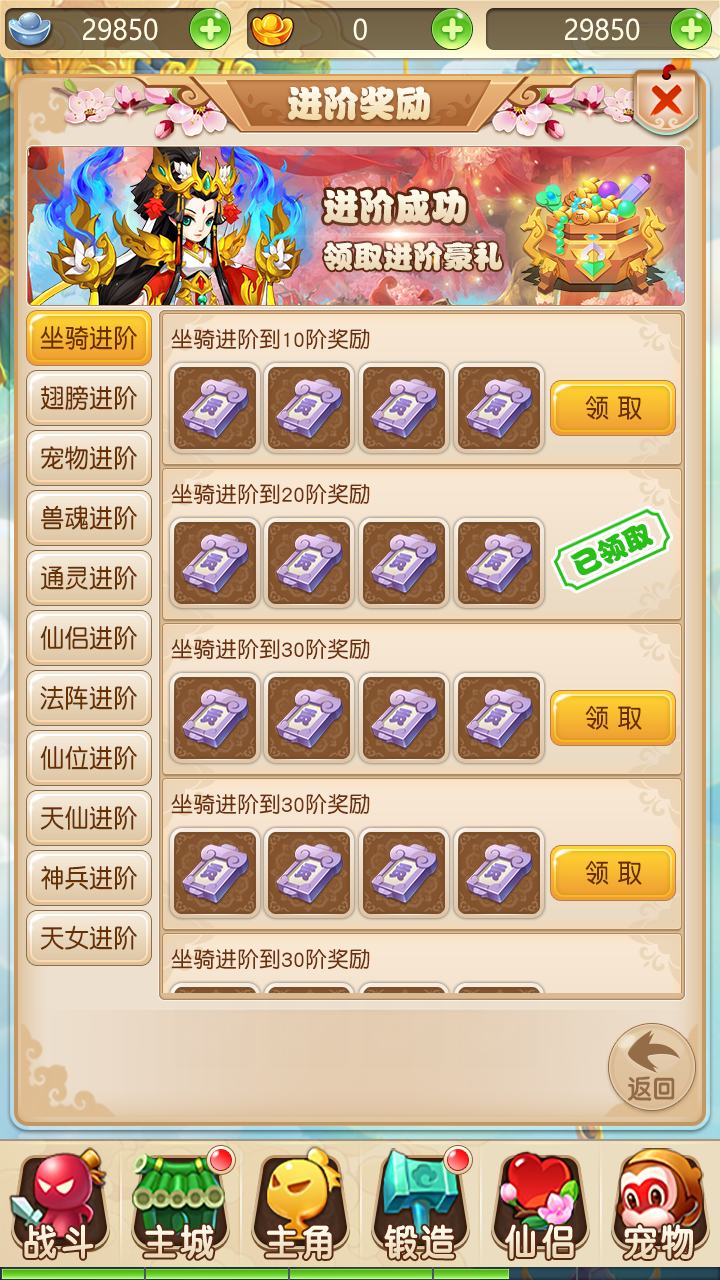 29850
0
29850
进阶奖励
进阶成功
领取进阶豪礼
坐骑进阶
翅膀进阶
宠物进阶
兽魂进阶
通灵进阶
仙侣进阶
法阵进阶
仙位进阶
天仙进阶
神兵进阶
天女进阶
坐骑进阶到10阶奖励
领取
坐骑进阶到20阶奖励
已领取
坐骑进阶到30阶奖励
领取
坐骑进阶到30阶奖励
领取
坐骑进阶到30阶奖励
返回
战斗
主城
主角
锻造
仙侣
宠物